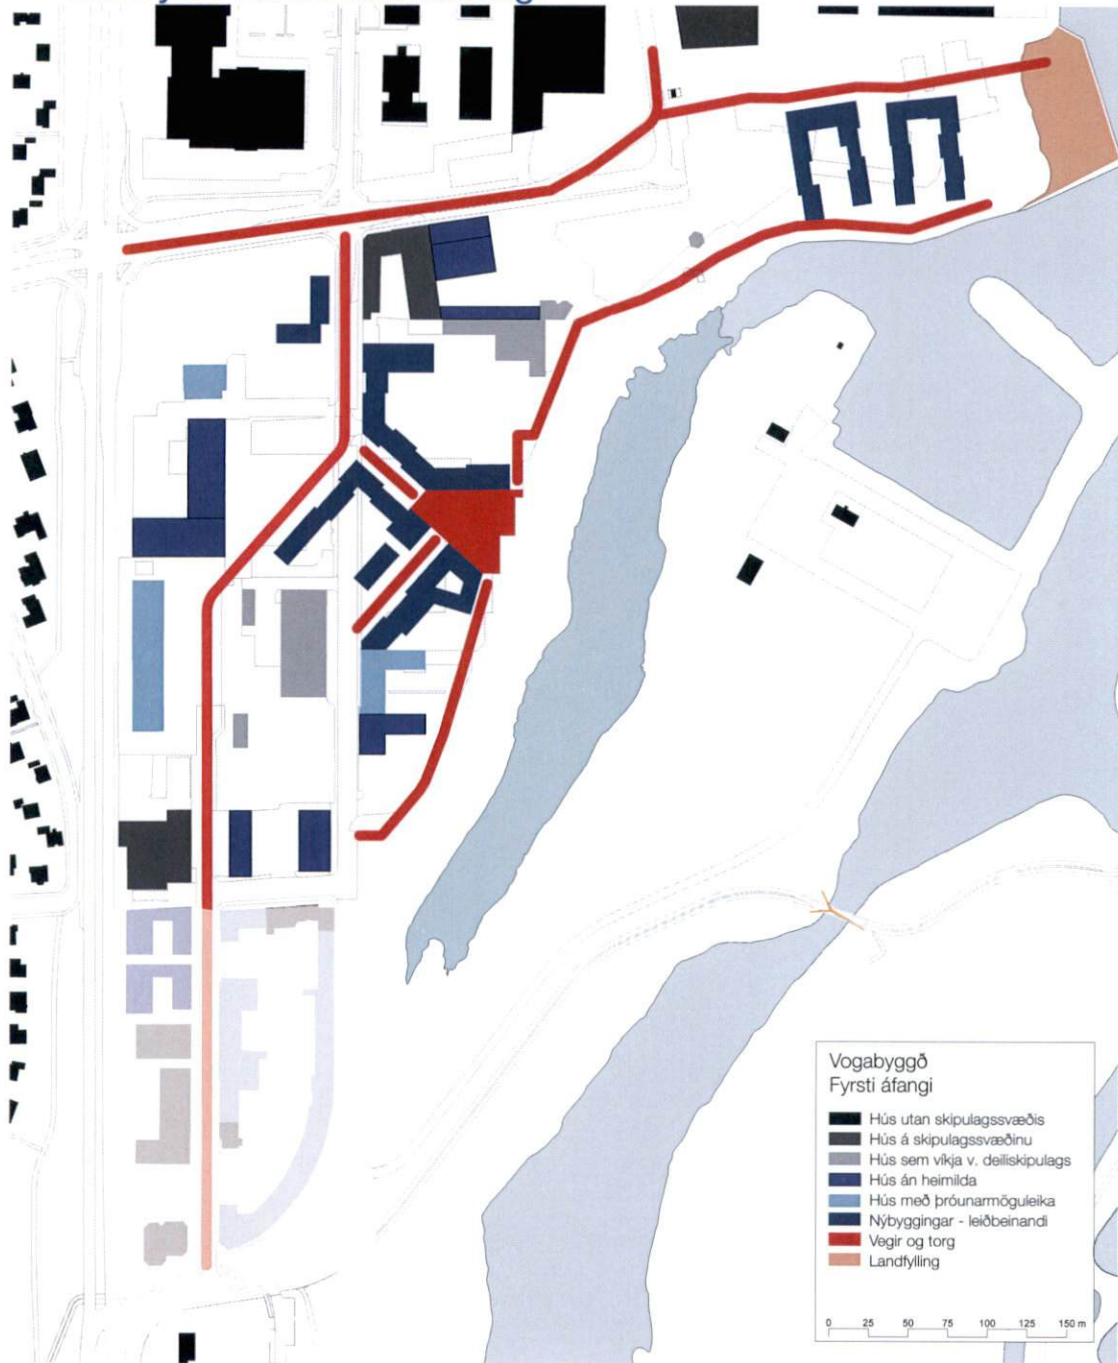 Vogabyggð
Fyrsti áfangi
Hús utan skipulagssvæðis
Hús á skipulagssvæðinu
Hús sem víkja v. deiliskipulags
Hús án heimilda
Hús með þróunarmöguleika
Nýbyggingar - leiðbeinandi
Vegir og torg
Landfylling
0 25 50 75 100 125 150 m